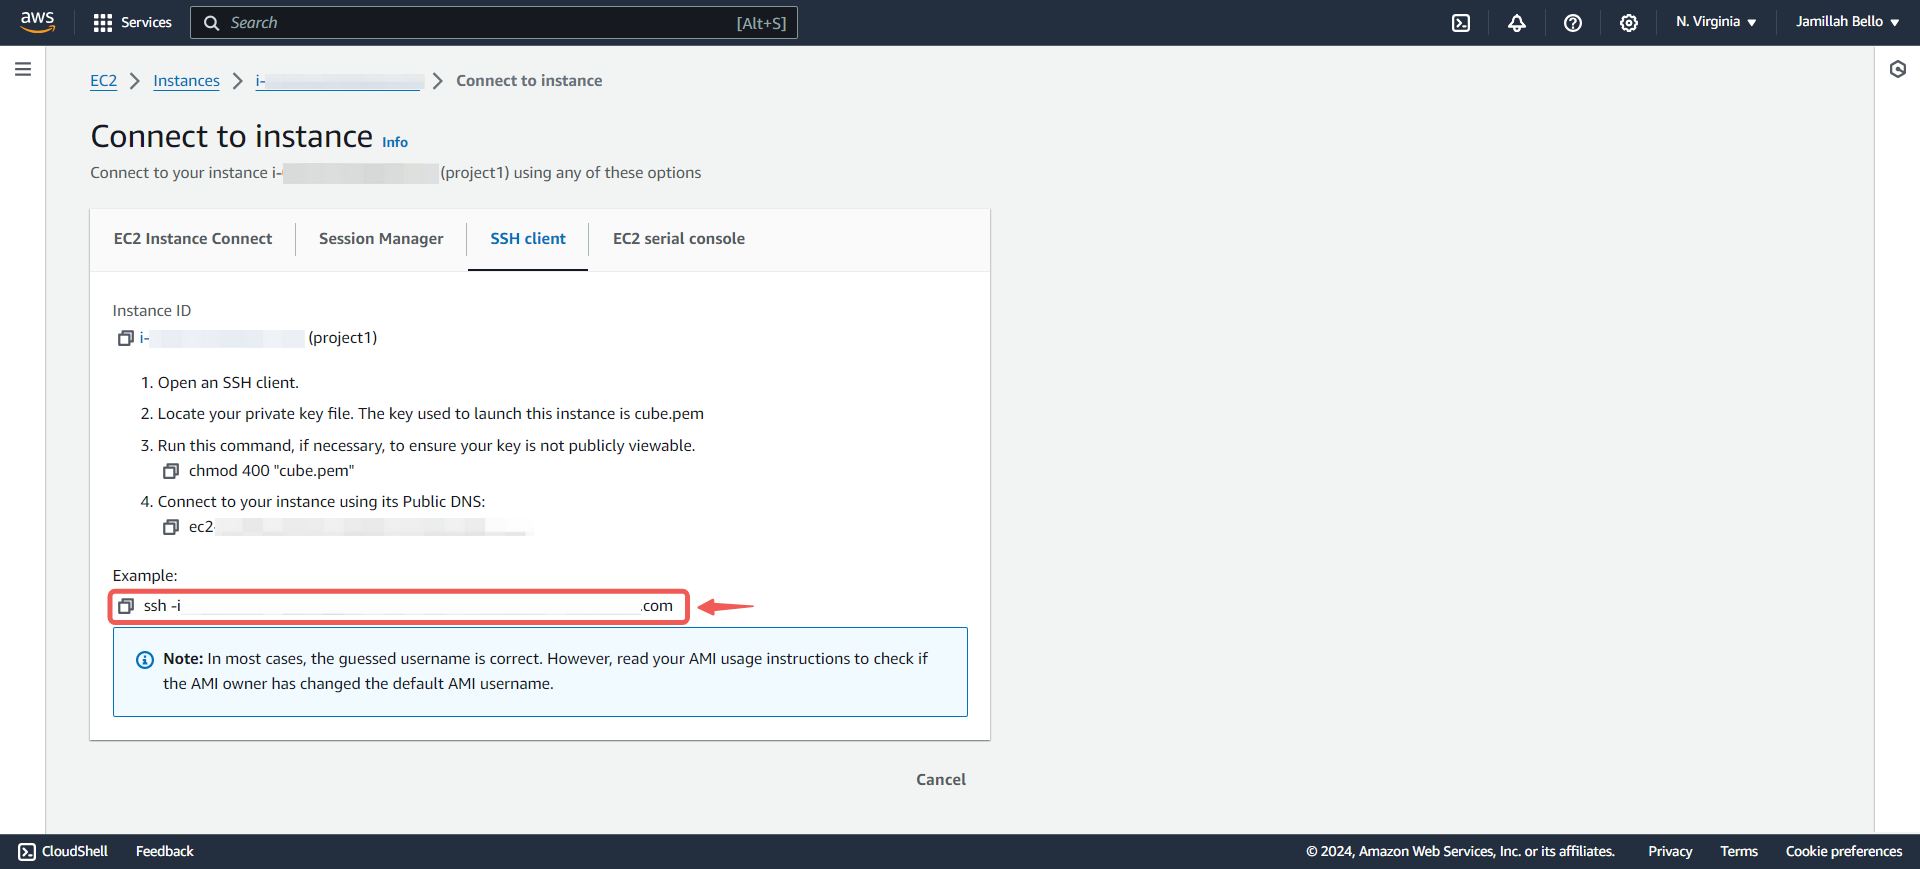 aws
Services
Search
[Alt+S]
N. Virginia
Jamillah Bello
EC2
Instances
i-
Connect to instance
Connect to instance
Info
Connect to your instance i- (project1) using any of these options
EC2 Instance Connect
Session Manager
SSH client
EC2 serial console
Instance ID
i- (project1)
1. Open an SSH client.
2. Locate your private key file. The key used to launch this instance is cube.pem
3. Run this command, if necessary, to ensure your key is not publicly viewable.
chmod 400 "cube.pem"
4. Connect to your instance using its Public DNS:
ec2-
Example:
ssh -i .com
Note: In most cases, the guessed username is correct. However, read your AMI usage instructions to check if
the AMI owner has changed the default AMI username.
Cancel
CloudShell
Feedback
© 2024, Amazon Web Services, Inc. or its affiliates.
Privacy
Terms
Cookie preferences